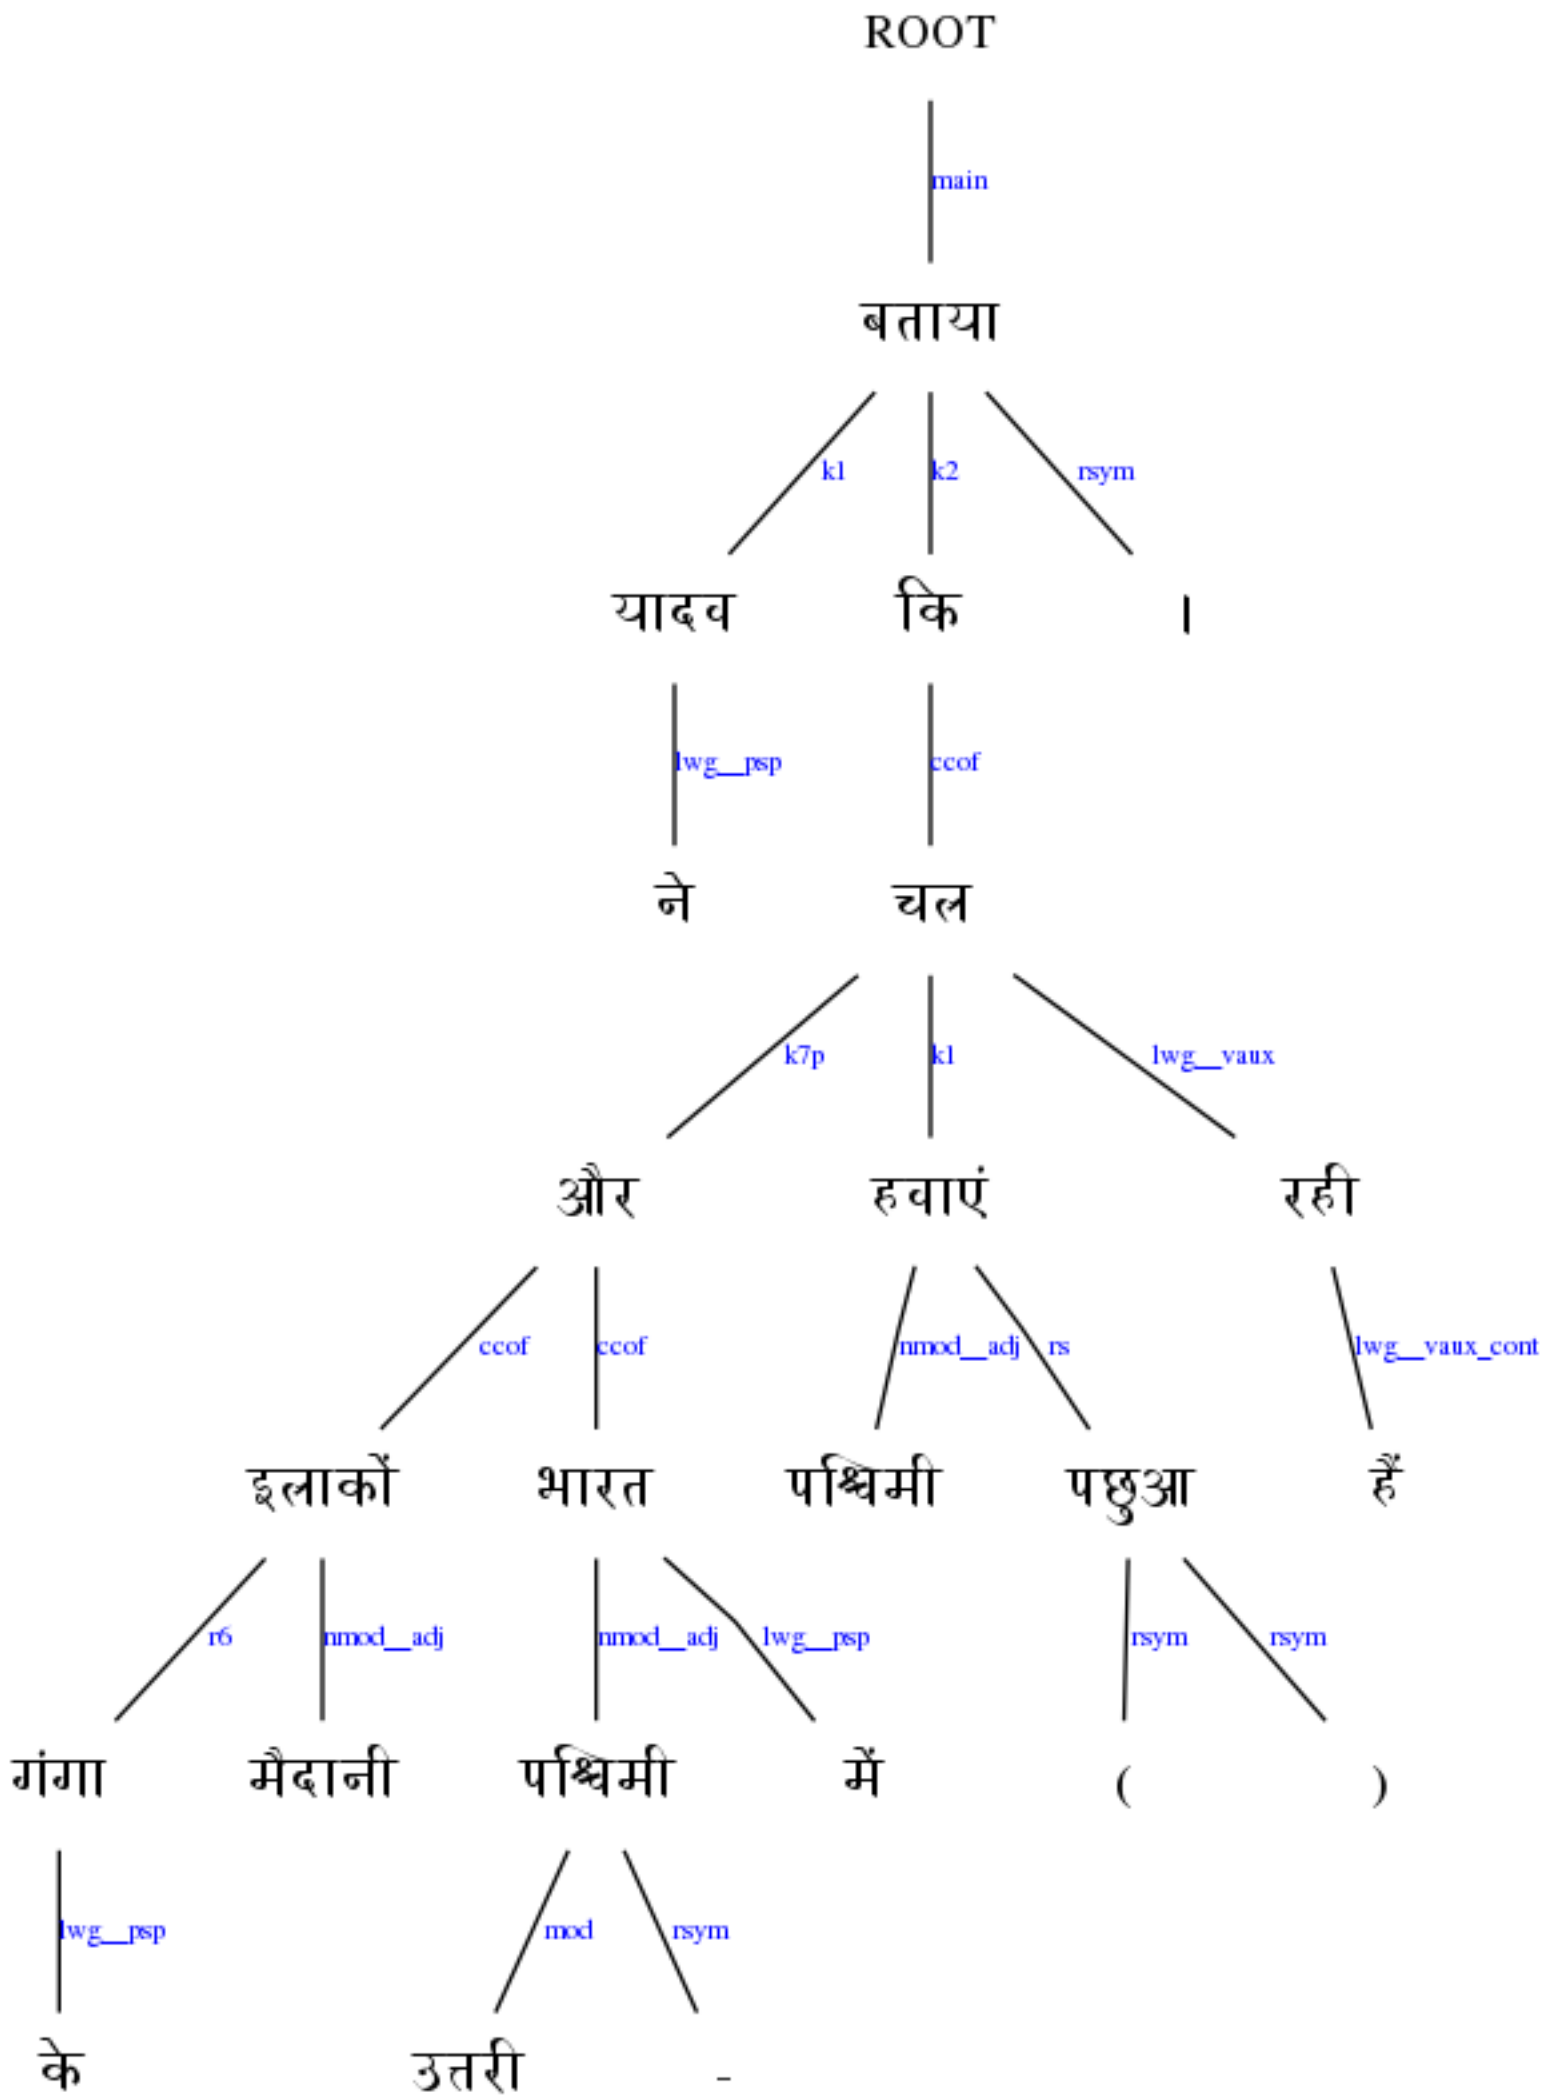 ROOT
main
बताया
k1 k2 rsym
यादव कि ।
lwg__psp ccof
ने चल
k7p k1 lwg__vaux
और हवाएं रही
ccof ccof nmod__adj rs lwg__vaux_cont
इलाकों भारत पश्चिमी पछुआ हैं
r6 nmod__adj nmod__adj lwg__psp rsym rsym
गंगा मैदानी पश्चिमी में ( )
lwg__psp mod rsym
के उत्तरी -